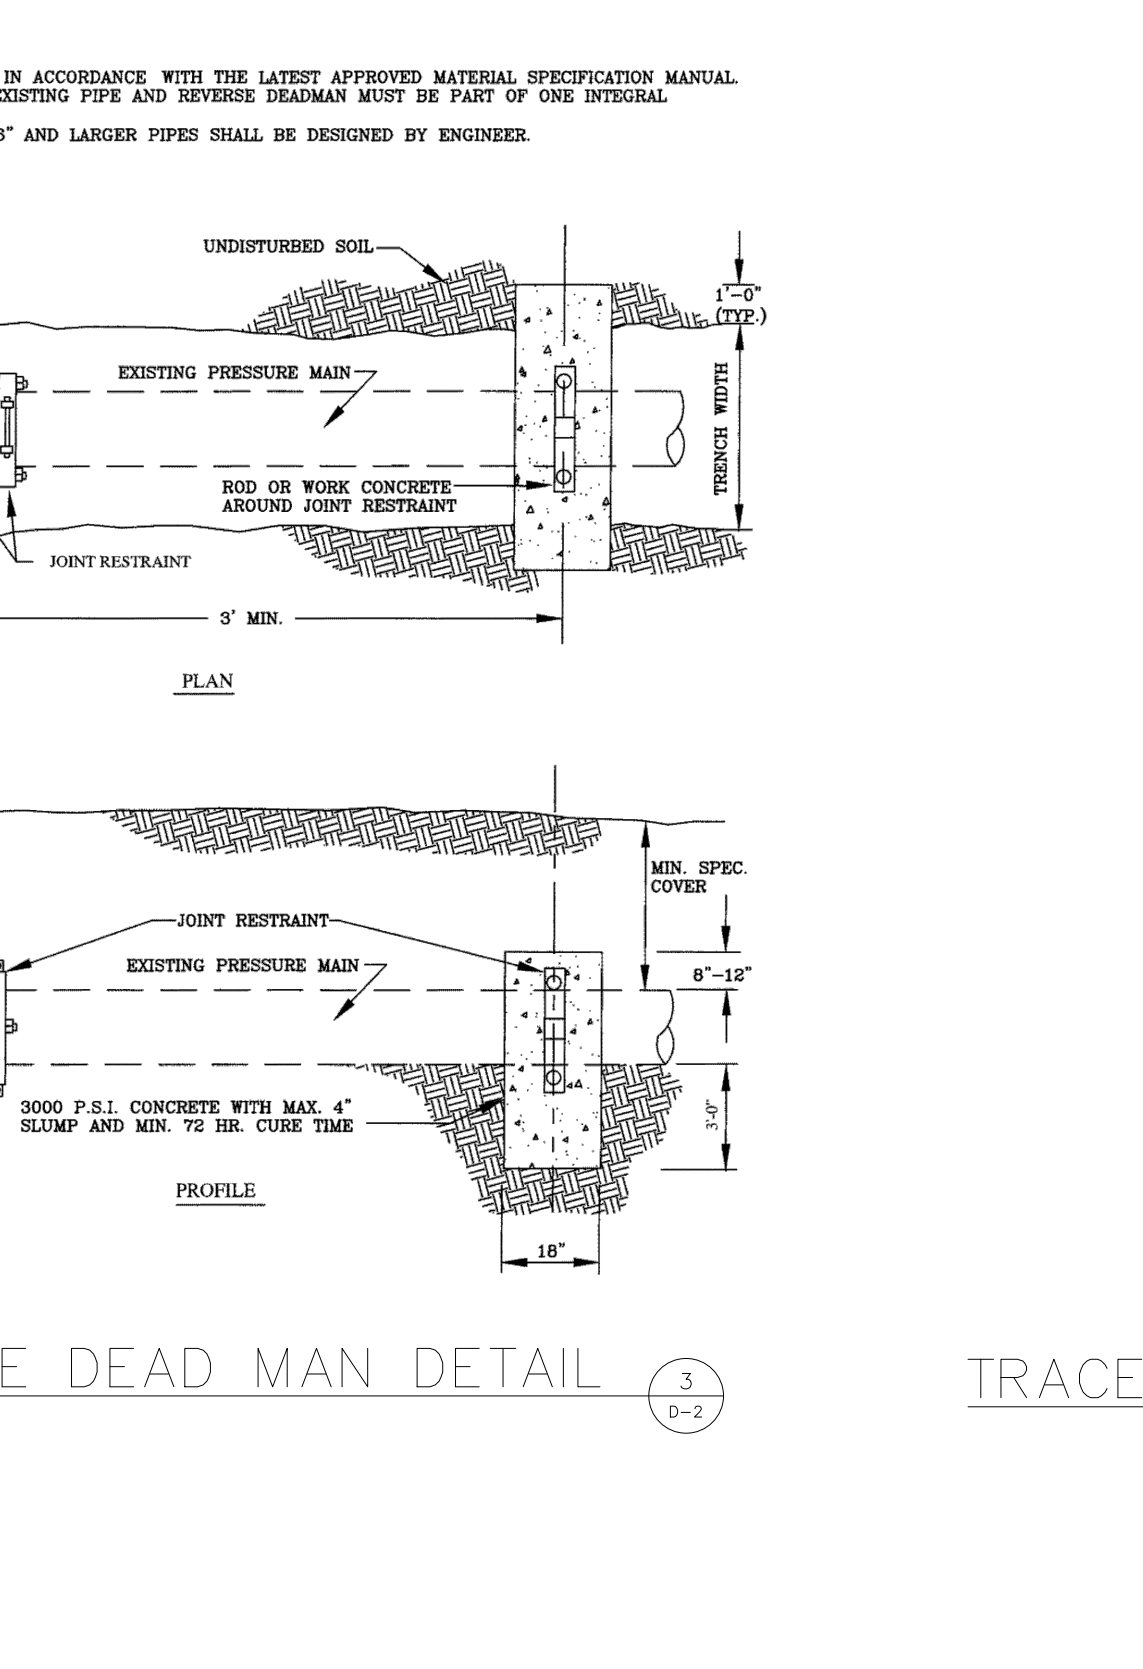 IN ACCORDANCE WITH THE LATEST APPROVED MATERIAL SPECIFICATION MANUAL.
EXISTING PIPE AND REVERSE DEADMAN MUST BE PART OF ONE INTEGRAL
AND LARGER PIPES SHALL BE DESIGNED BY ENGINEER.
UNDISTURBED SOIL
1'-0"
(TYP.)
EXISTING PRESSURE MAIN
TRENCH WIDTH
ROD OR WORK CONCRETE
AROUND JOINT RESTRAINT
JOINT RESTRAINT
3' MIN.
PLAN
MIN. SPEC.
COVER
JOINT RESTRAINT
EXISTING PRESSURE MAIN
8"-12"
3000 P.S.I. CONCRETE WITH MAX. 4"
SLUMP AND MIN. 72 HR. CURE TIME
3'-0"
PROFILE
18"
E DEAD MAN DETAIL
3
D-2
TRACE